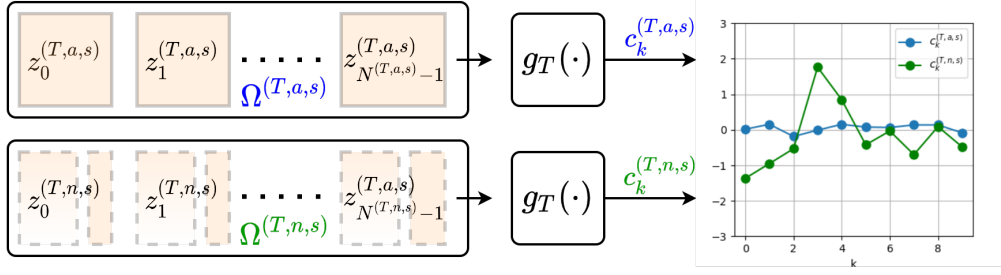 z_0^{(T,a,s)} z_1^{(T,a,s)} ..... z_{N^{(T,a,s)}-1}^{(T,a,s)}
Ω^{(T,a,s)}
g_T(·)
c_k^{(T,a,s)}
z_0^{(T,n,s)} z_1^{(T,n,s)} ..... z_{N^{(T,n,s)}-1}^{(T,a,s)}
Ω^{(T,n,s)}
g_T(·)
c_k^{(T,n,s)}
c_k^{(T,a,s)}
c_k^{(T,n,s)}
3
2
1
0
−1
−2
−3
0 2 4 6 8
k